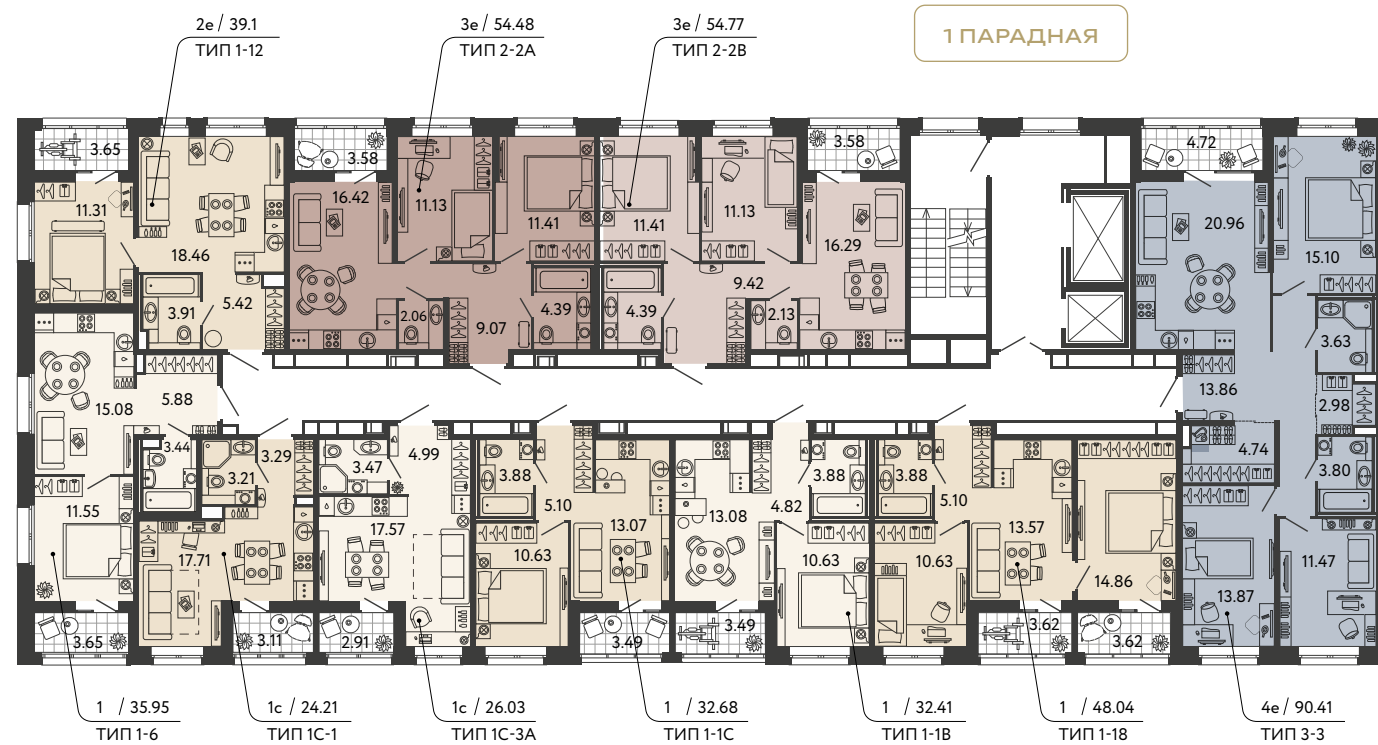 2е / 39.1
ТИП 1-12
3е / 54.48
ТИП 2-2А
3е / 54.77
ТИП 2-2В
1 ПАРАДНАЯ
3.65
3.58
3.58
4.72
11.31
18.46
16.42
11.13
11.41
11.41
11.13
16.29
20.96
15.10
3.91
5.42
2.06
9.07
4.39
4.39
9.42
2.13
3.63
15.08
5.88
13.86
2.98
3.44
3.21
3.29
3.47
4.99
3.88
5.10
3.88
3.88
5.10
4.74
3.80
11.55
17.71
17.57
10.63
13.07
13.08
4.82
10.63
10.63
13.57
14.86
13.87
11.47
3.65
3.11
2.91
3.49
3.49
3.62
3.62
1 / 35.95
ТИП 1-6
1с / 24.21
ТИП 1С-1
1с / 26.03
ТИП 1С-3А
1 / 32.68
ТИП 1-1С
1 / 32.41
ТИП 1-1В
1 / 48.04
ТИП 1-18
4е / 90.41
ТИП 3-3